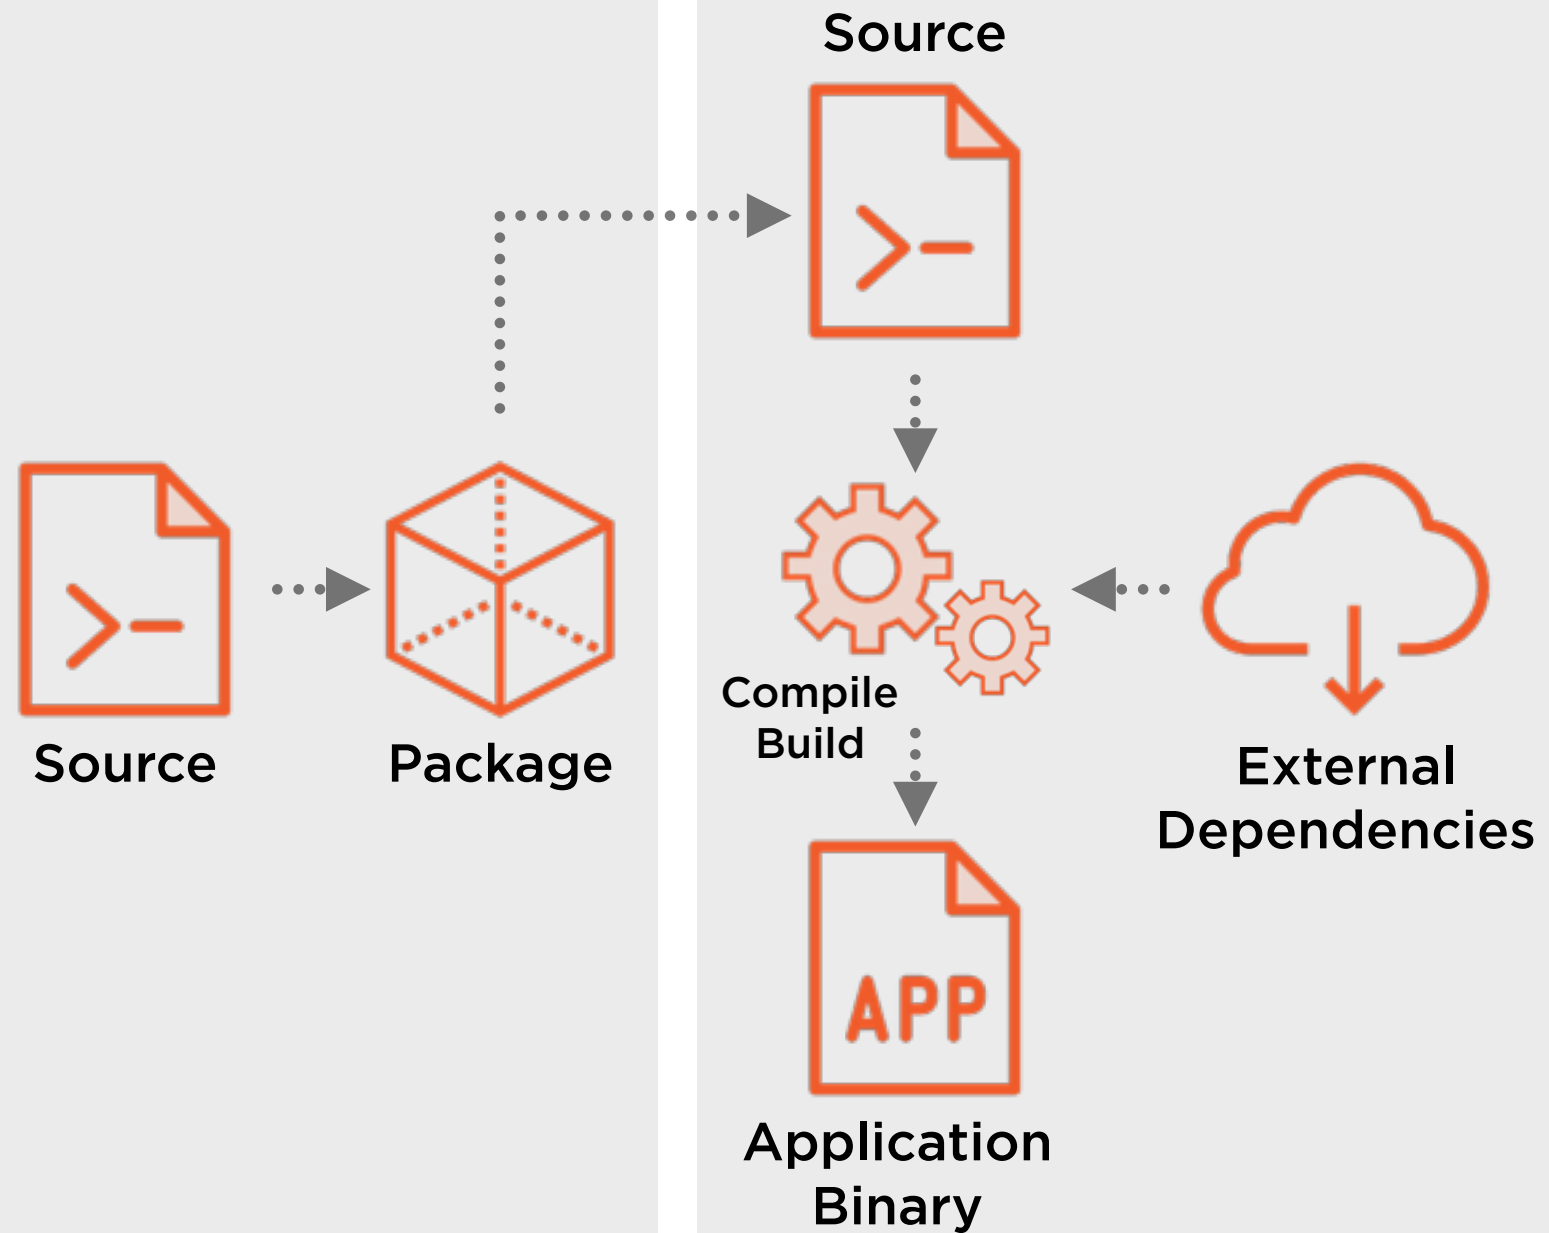 Source
Package
Source
Compile
Build
External
Dependencies
APP
Application
Binary